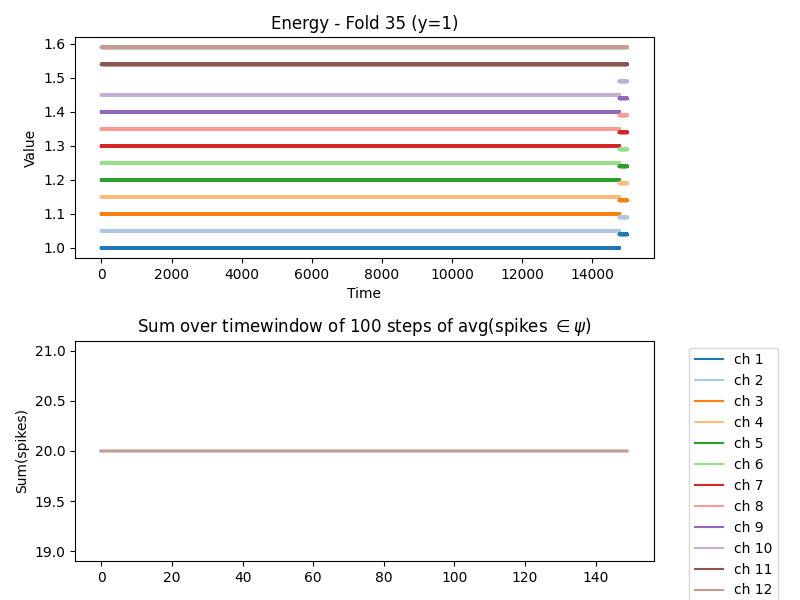 Energy - Fold 35 (y=1)
1.6
1.5
1.4
1.3
1.2
1.1
1.0
Value
0 2000 4000 6000 8000 10000 12000 14000
Time
Sum over timewindow of 100 steps of avg(spikes ∈ ψ)
21.0
20.5
20.0
19.5
19.0
Sum(spikes)
0 20 40 60 80 100 120 140
ch 1
ch 2
ch 3
ch 4
ch 5
ch 6
ch 7
ch 8
ch 9
ch 10
ch 11
ch 12